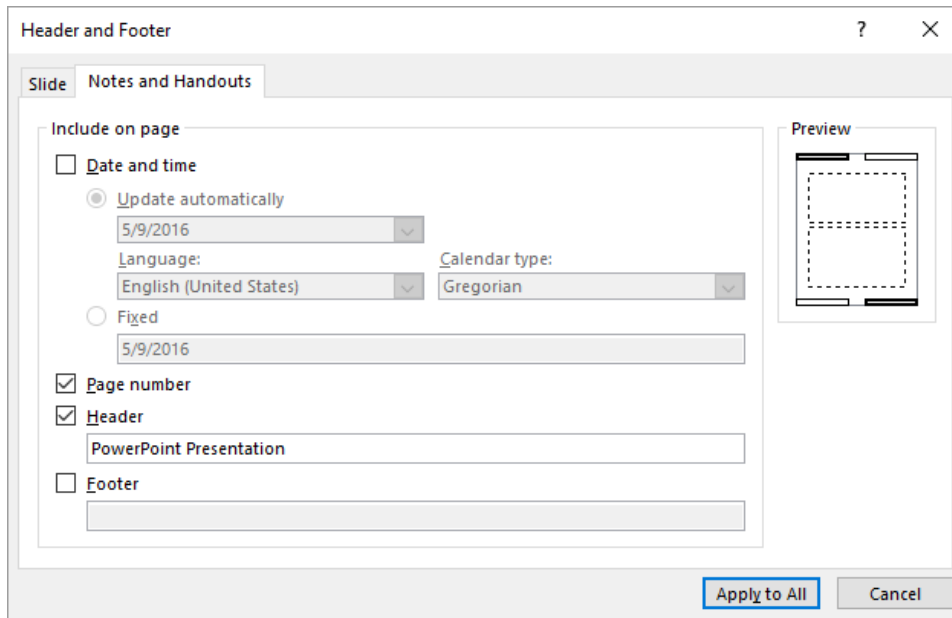 Header and Footer ?
Slide Notes and Handouts
Include on page
Preview
Date and time
Update automatically
5/9/2016
Language: Calendar type:
English (United States) Gregorian
Fixed
5/9/2016
Page number
Header
PowerPoint Presentation
Footer
Apply to All Cancel